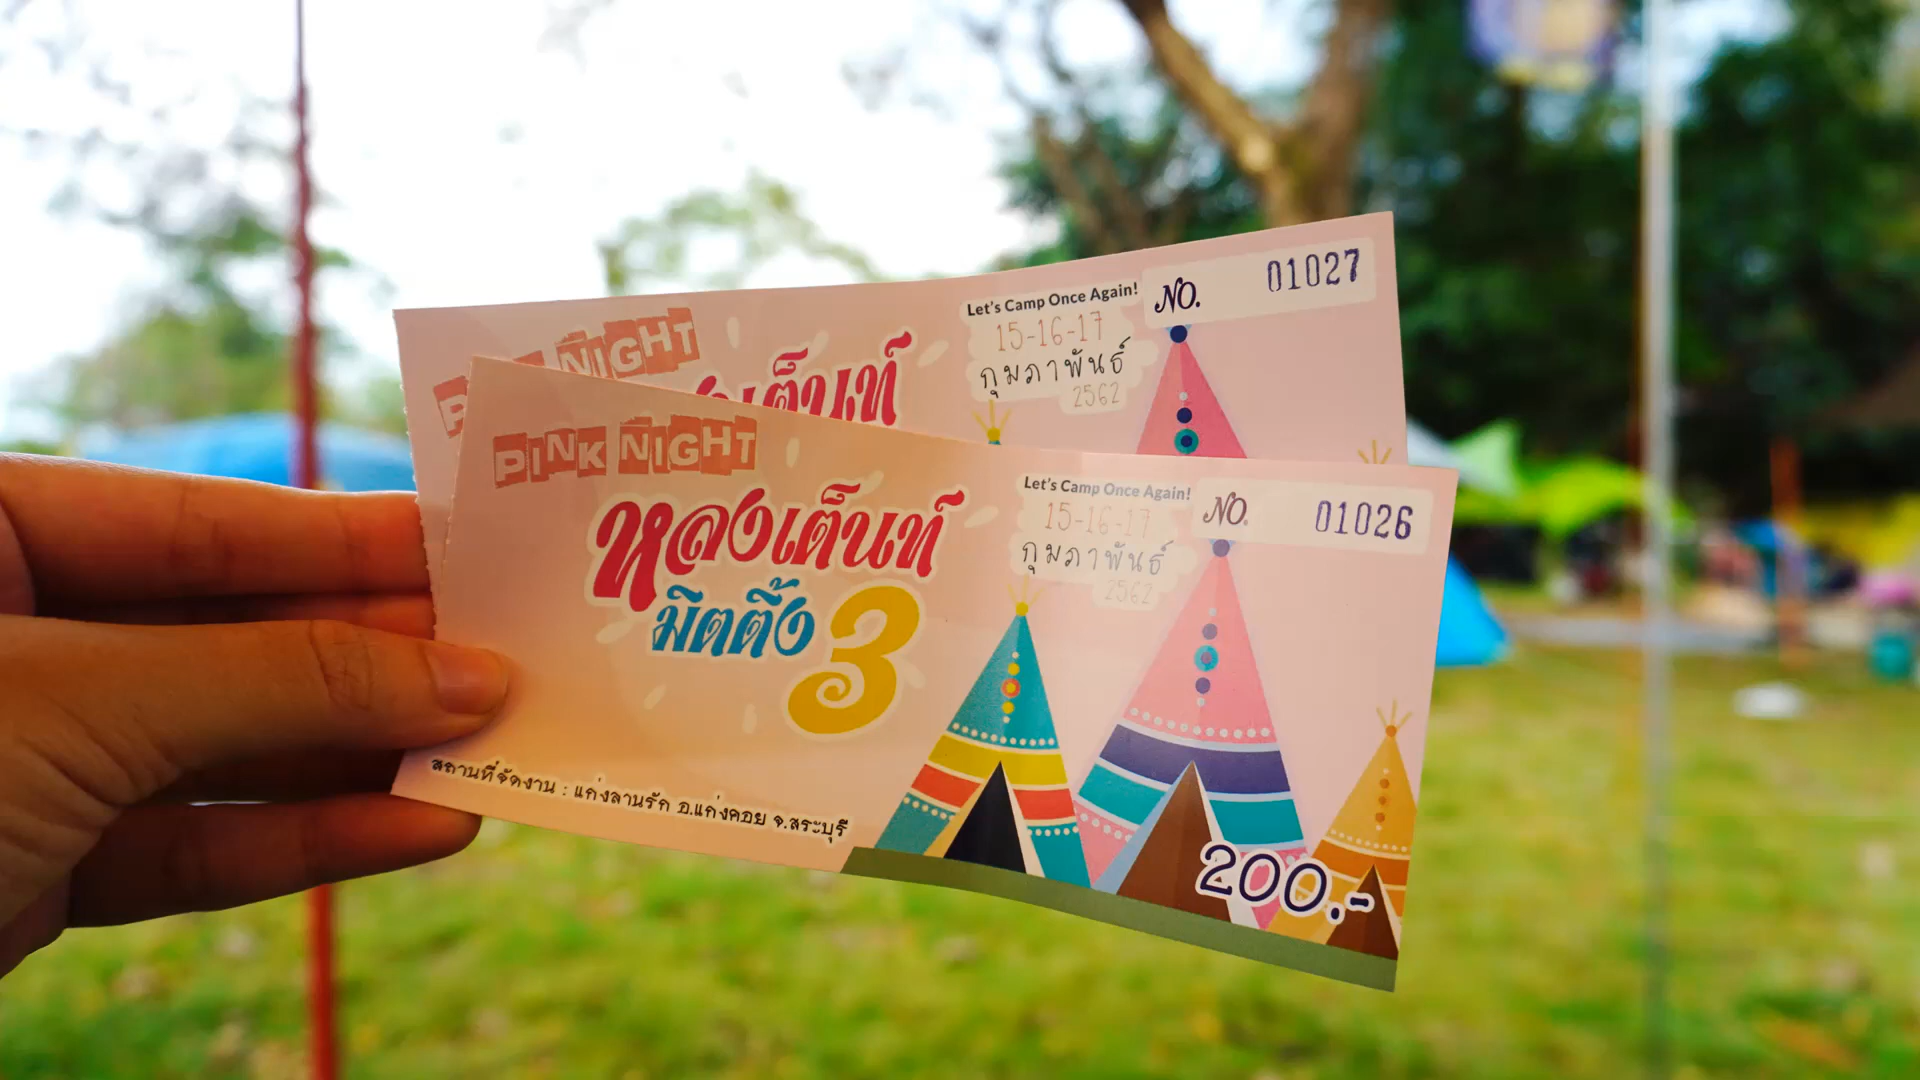 NIGHT
Let's Camp Once Again!
15-16-17
กุมภาพันธ์
2562
NO. 01027
PINK NIGHT
หลงเต็นท์
มีตติ้ง 3
Let's Camp Once Again!
15-16-17
กุมภาพันธ์
2562
NO. 01026
สถานที่จัดงาน : แก่งลานรัก อ.แก่งคอย จ.สระบุรี
200.-